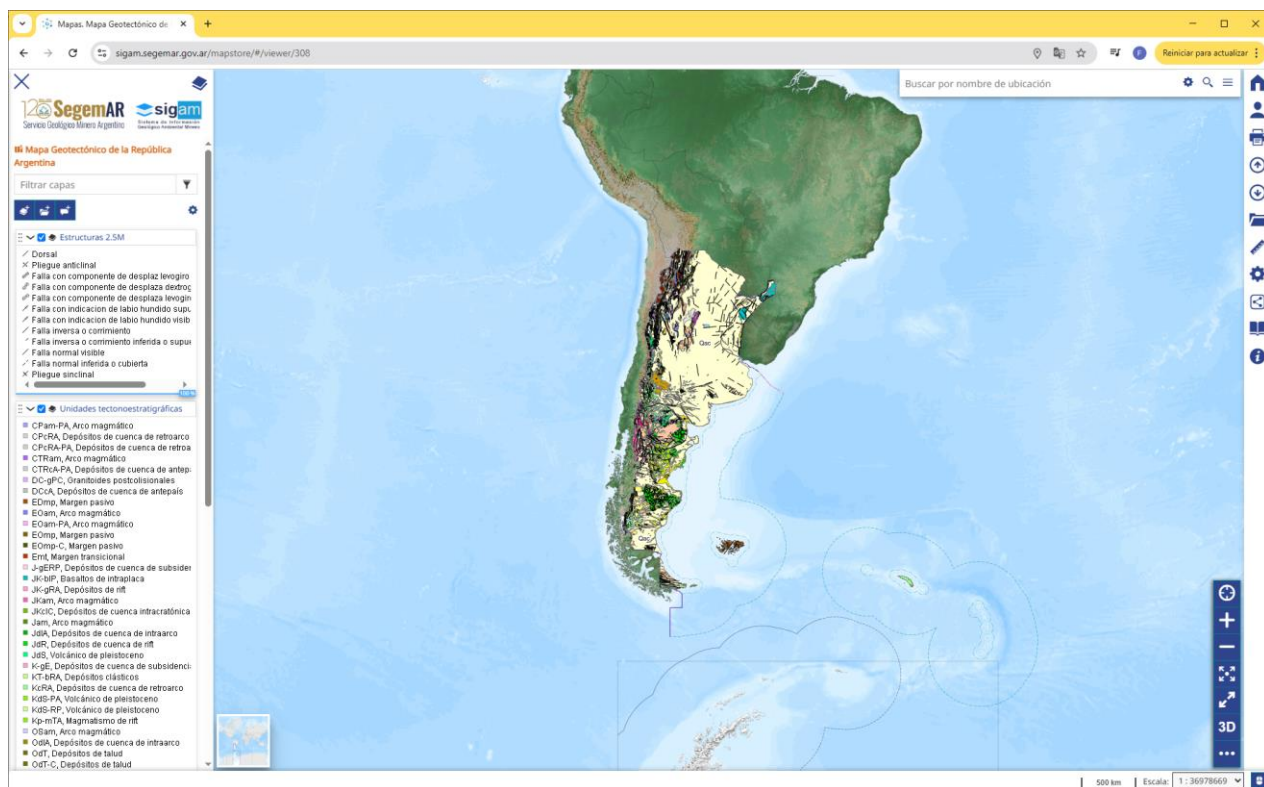 Mapas. Mapa Geotectónico de
sigam.segemar.gov.ar/mapstore/#/viewer/308
F
Reiniciar para actualizar
120 SegemAR
Servicio Geológico Minero Argentino
sigam
Sistema de Información
Geológico Ambiental Minero
Mapa Geotectónico de la República
Argentina
Filtrar capas
Estructuras 2.5M
Dorsal
Pliegue anticlinal
Falla con componente de desplaz levogiro
Falla con componente de desplaza dextrog
Falla con componente de desplaza levogin
Falla con indicacion de labio hundido supu
Falla con indicacion de labio hundido visib
Falla inversa o corrimiento
Falla inversa o corrimiento inferida o supue
Falla normal visible
Falla normal inferida o cubierta
Pliegue sinclinal
100 %
Unidades tectonoestratigráficas
CPam-PA, Arco magmático
CPcRA, Depósitos de cuenca de retroarco
CPcRA-PA, Depósitos de cuenca de retroa
CTRam, Arco magmático
CTRcA-PA, Depósitos de cuenca de antep
DC-gPC, Granitoides postcolisionales
DCcA, Depósitos de cuenca de antepaís
EDmp, Margen pasivo
EOam, Arco magmático
EOam-PA, Arco magmático
EOmp, Margen pasivo
EOmp-C, Margen pasivo
Emt, Margen transicional
J-gERP, Depósitos de cuenca de subsider
JK-bIP, Basaltos de intraplaca
JK-gRA, Depósitos de rift
JKam, Arco magmático
JKcIC, Depósitos de cuenca intracratónica
Jam, Arco magmático
JdIA, Depósitos de cuenca de intraarco
JdR, Depósitos de cuenca de rift
JdS, Volcánico de pleistoceno
K-gE, Depósitos de cuenca de subsidenci
KT-bRA, Depósitos clásticos
KcRA, Depósitos de cuenca de retroarco
KdS-PA, Volcánico de pleistoceno
KdS-RP, Volcánico de pleistoceno
Kp-mTA, Magmatismo de rift
OSam, Arco magmático
OdIA, Depósitos de cuenca de intraarco
OdT, Depósitos de talud
OdT-C, Depósitos de talud
Buscar por nombre de ubicación
Qac
Qac
3D
500 km
Escala:
1 : 36978669